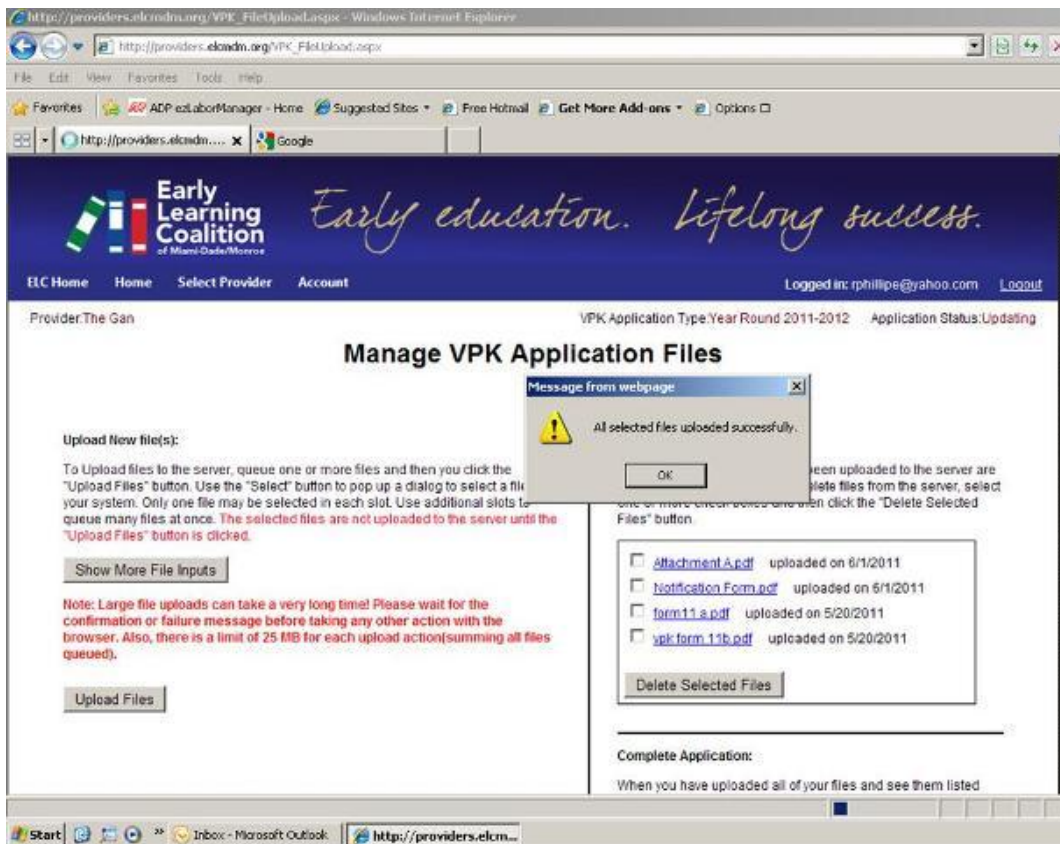 http://providers.elcmdm.org/VPK_FileUpload.aspx - Windows Internet Explorer
http://providers.elcmdm.org/VPK_FileUpload.aspx
File Edit View Favorites Tools Help
Favorites ADP ezLaborManager - Home Suggested Sites Free Hotmail Get More Add-ons Options
http://providers.elcmdm.... Google
Early
Learning
Coalition
of Miami-Dade/Monroe
Early education. Lifelong success.
ELC Home Home Select Provider Account
Logged in: rphillipe@yahoo.com Logout
Provider:The Gan VPK Application Type:Year Round 2011-2012 Application Status:Updating
Manage VPK Application Files
Message from webpage
All selected files uploaded successfully.
OK
Upload New file(s):
To Upload files to the server, queue one or more files and then you click the
"Upload Files" button. Use the "Select" button to pop up a dialog to select a file
your system. Only one file may be selected in each slot. Use additional slots to
queue many files at once. The selected files are not uploaded to the server until the
"Upload Files" button is clicked.
Show More File Inputs
Note: Large file uploads can take a very long time! Please wait for the
confirmation or failure message before taking any other action with the
browser. Also, there is a limit of 25 MB for each upload action(summing all files
queued).
Upload Files
been uploaded to the server are
delete files from the server, select
one or more check boxes and then click the "Delete Selected
Files" button
Attachment A.pdf uploaded on 6/1/2011
Notification Form.pdf uploaded on 6/1/2011
form11 a.pdf uploaded on 5/20/2011
vpk form 11b.pdf uploaded on 5/20/2011
Delete Selected Files
Complete Application:
When you have uploaded all of your files and see them listed
Start Inbox - Microsoft Outlook http://providers.elcm...